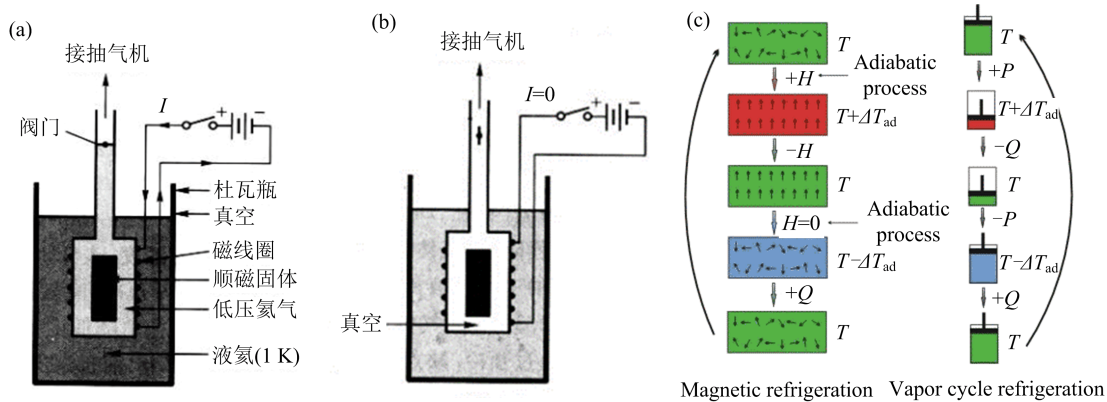 (a)
接抽气机
I
阀门
杜瓦瓶
真空
磁线圈
顺磁固体
低压氦气
液氦(1 K)
(b)
接抽气机
I=0
真空
(c)
T
+H
Adiabatic
process
T+ΔTad
−H
T
H=0
Adiabatic
process
T−ΔTad
+Q
T
Magnetic refrigeration
T
+P
T+ΔTad
−Q
T
−P
T−ΔTad
+Q
T
Vapor cycle refrigeration